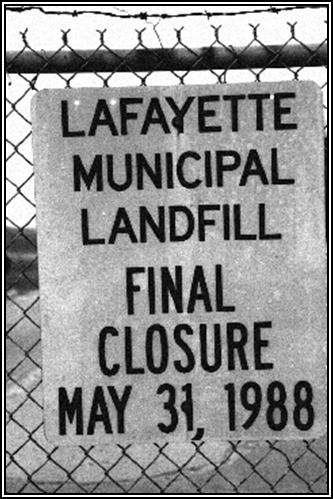 LAFAYETTE
MUNICIPAL
LANDFILL
FINAL
CLOSURE
MAY 31, 1988